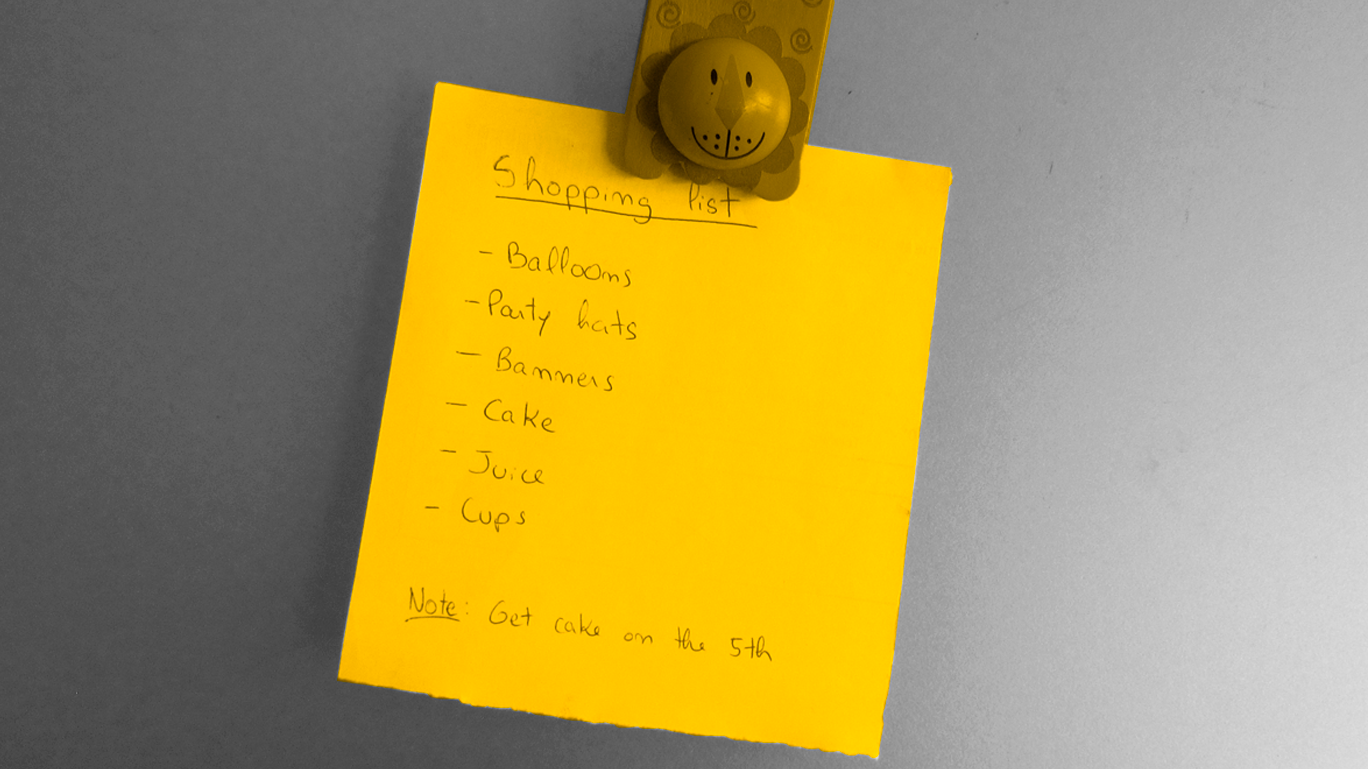 Shopping list
- Balloons
- Party hats
- Banners
- Cake
- Juice
- Cups
Note: Get cake on the 5th